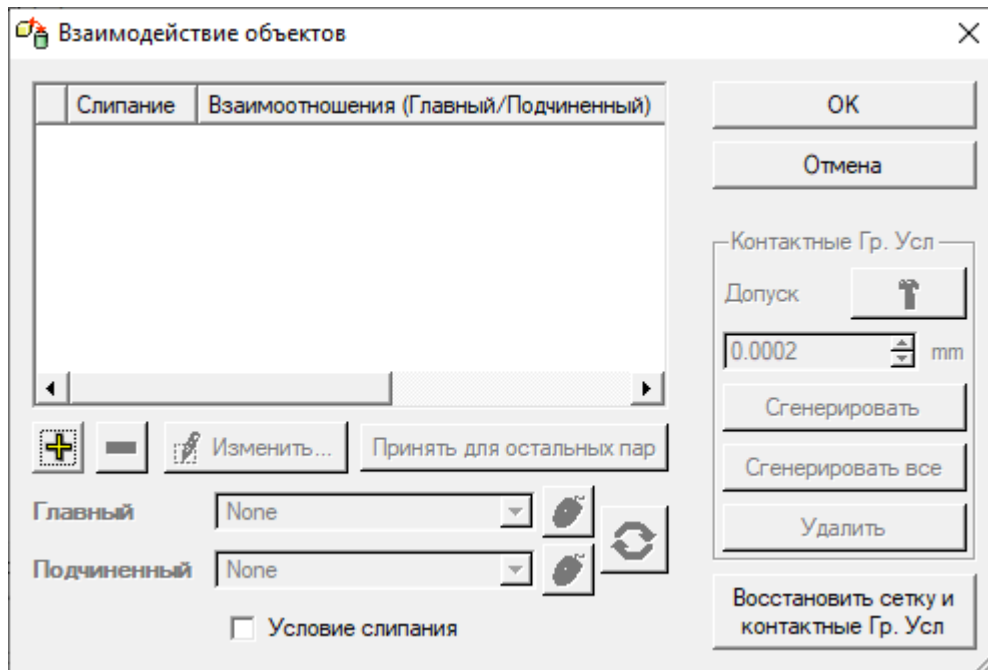 Взаимодействие объектов
Слипание Взаимоотношения (Главный/Подчиненный)
OK
Отмена
Контактные Гр. Усл
Допуск
0.0002 mm
Сгенерировать
Сгенерировать все
Удалить
Изменить... Принять для остальных пар
Главный None
Подчиненный None
Условие слипания
Восстановить сетку и
контактные Гр. Усл